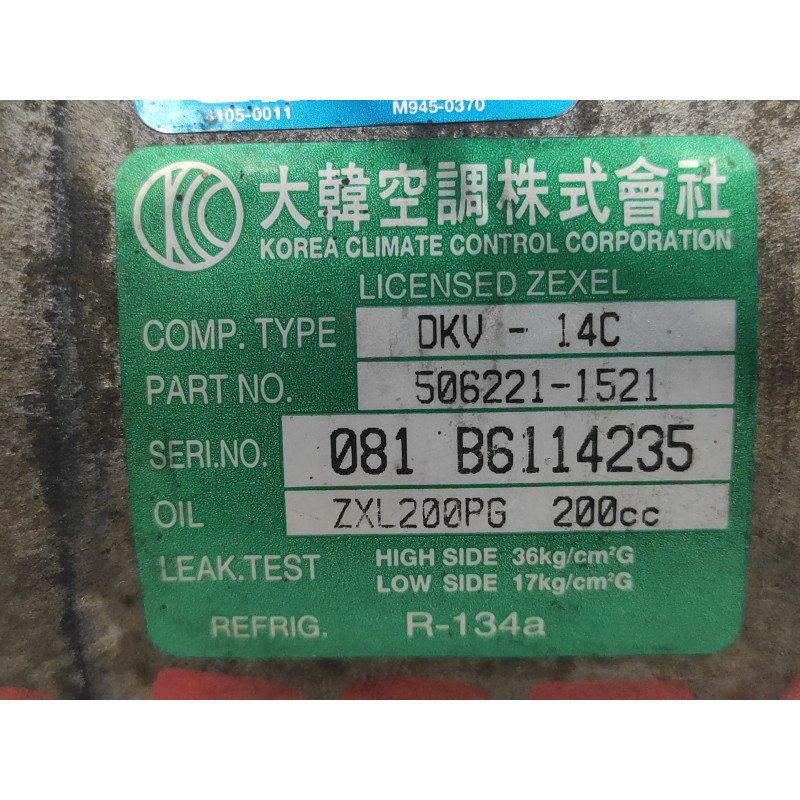 4105-0011 M945-0370
KCC 大韓空調株式會社
KOREA CLIMATE CONTROL CORPORATION
LICENSED ZEXEL
COMP. TYPE DKV - 14C
PART NO. 506221-1521
SERI.NO. 081 B6114235
OIL ZXL200PG 200cc
LEAK.TEST HIGH SIDE 36kg/cm²G
LOW SIDE 17kg/cm²G
REFRIG. R-134a